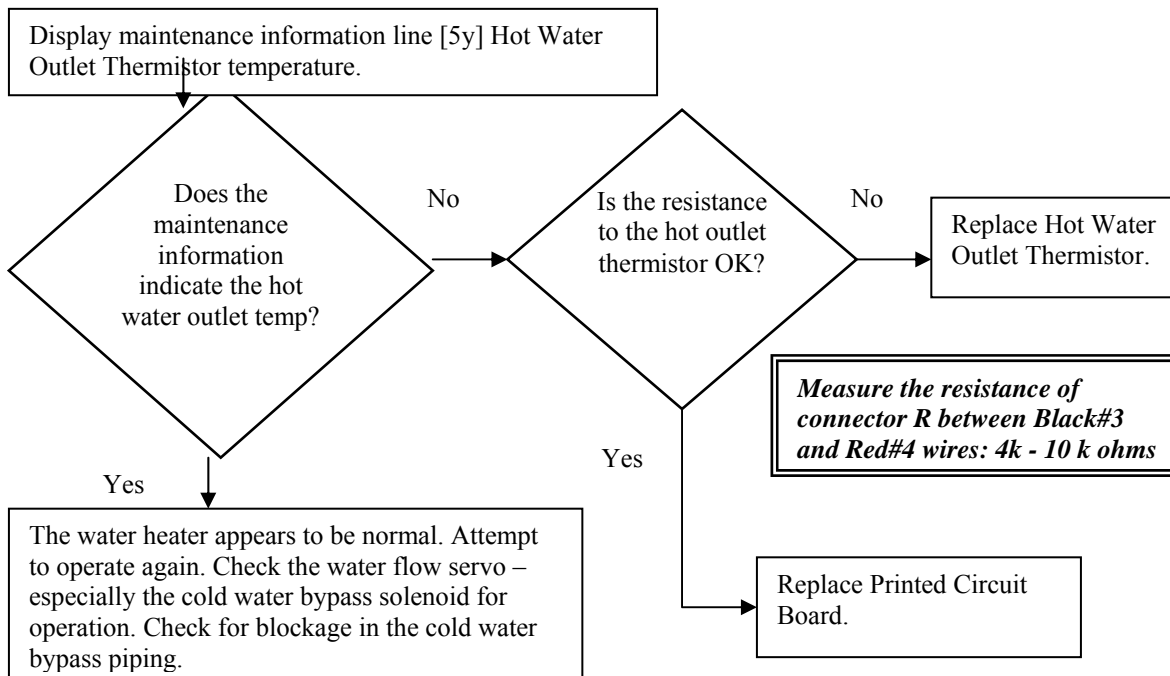 Display maintenance information line [5y] Hot Water
Outlet Thermistor temperature.
Does the
maintenance
information
indicate the hot
water outlet temp?
No
Is the resistance
to the hot outlet
thermistor OK?
No
Replace Hot Water
Outlet Thermistor.
Measure the resistance of
connector R between Black#3
and Red#4 wires: 4k - 10 k ohms
Yes
Yes
The water heater appears to be normal. Attempt
to operate again. Check the water flow servo –
especially the cold water bypass solenoid for
operation. Check for blockage in the cold water
bypass piping.
Replace Printed Circuit
Board.